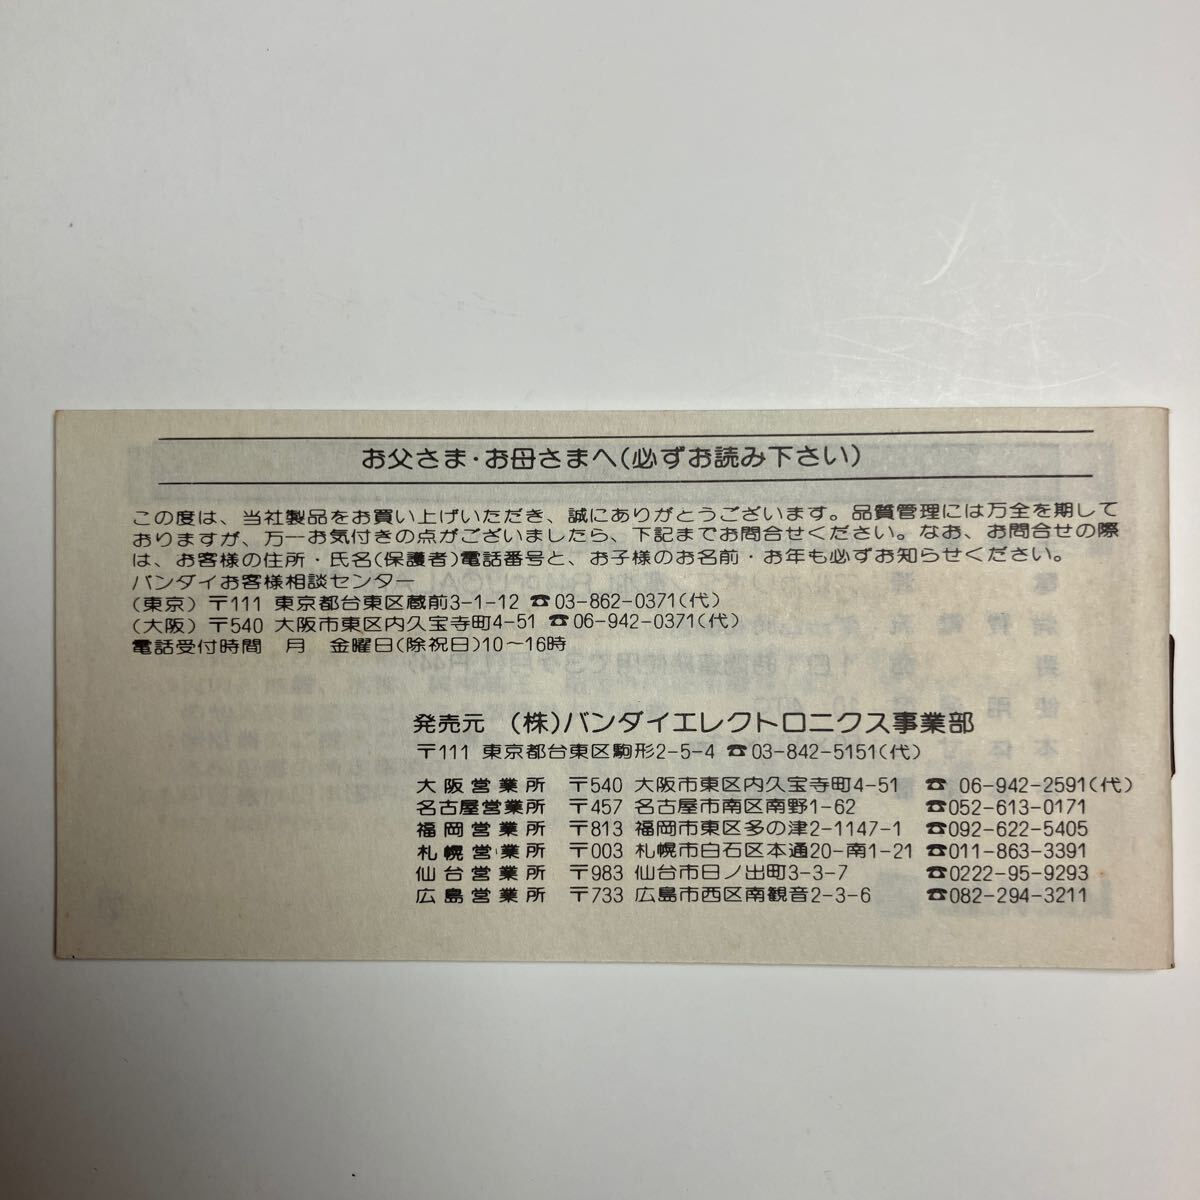 お父さま・お母さまへ(必ずお読み下さい)
この度は、当社製品をお買い上げいただき、誠にありがとうございます。品質管理には万全を期して
おりますが、万一お気付きの点がございましたら、下記までお問合せください。なお、お問合せの際
は、お客様の住所・氏名(保護者)電話番号と、お子様のお名前・お年も必ずお知らせください。
バンダイお客様相談センター
(東京) 〒111 東京都台東区蔵前3-1-12 ☎03-862-0371(代)
(大阪) 〒540 大阪市東区内久宝寺町4-51 ☎06-942-0371(代)
電話受付時間 月 金曜日(除祝日)10〜16時
発売元 (株)バンダイエレクトロニクス事業部
〒111 東京都台東区駒形2-5-4 ☎03-842-5151(代)
大阪営業所 〒540 大阪市東区内久宝寺町4-51 ☎ 06-942-2591(代)
名古屋営業所 〒457 名古屋市南区南野1-62 ☎052-613-0171
福岡営業所 〒813 福岡市東区多の津2-1147-1 ☎092-622-5405
札幌営業所 〒003 札幌市白石区本通20-南1-21 ☎011-863-3391
仙台営業所 〒983 仙台市日ノ出町3-3-7 ☎0222-95-9293
広島営業所 〒733 広島市西区南観音2-3-6 ☎082-294-3211